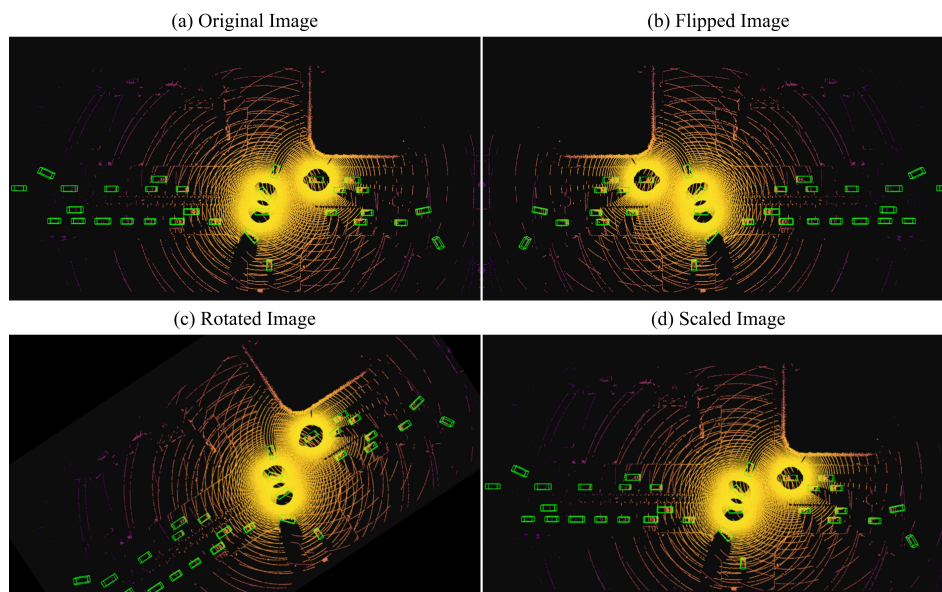 (a) Original Image
(b) Flipped Image
(c) Rotated Image
(d) Scaled Image